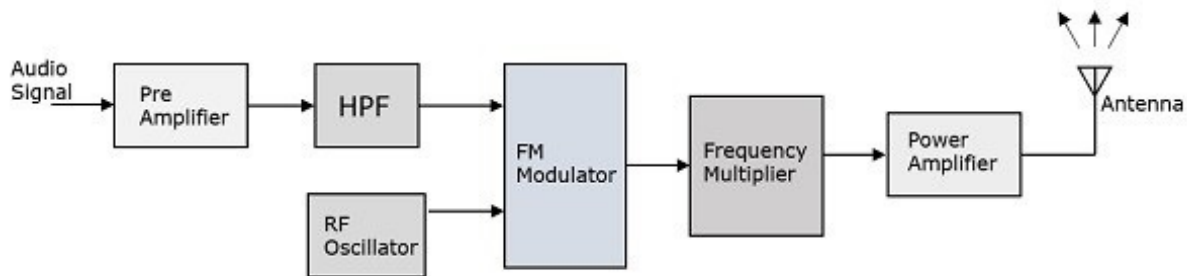 Audio
Signal
Pre
Amplifier
HPF
RF
Oscillator
FM
Modulator
Frequency
Multiplier
Power
Amplifier
Antenna